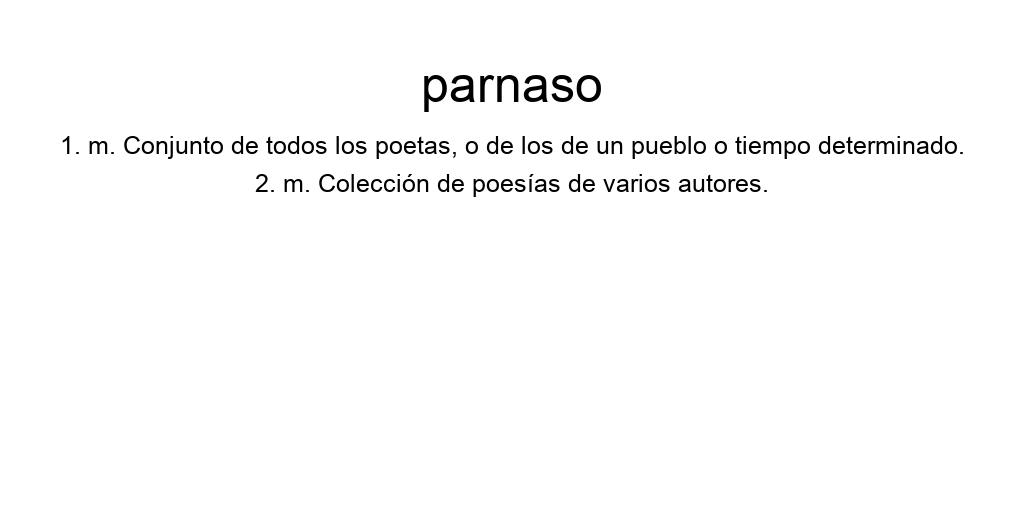 parnaso
1. m. Conjunto de todos los poetas, o de los de un pueblo o tiempo determinado.
2. m. Colección de poesías de varios autores.